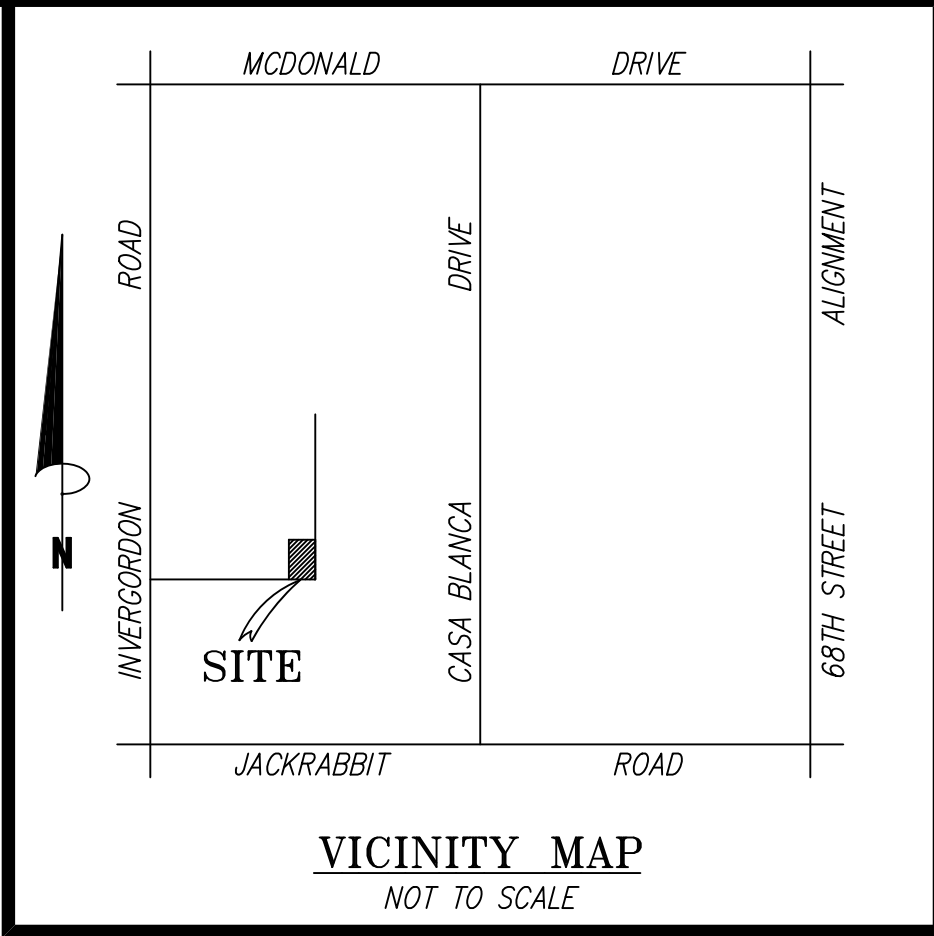 MCDONALD DRIVE
INVERGORDON ROAD
CASA BLANCA DRIVE
68TH STREET ALIGNMENT
N
SITE
JACKRABBIT ROAD
VICINITY MAP
NOT TO SCALE